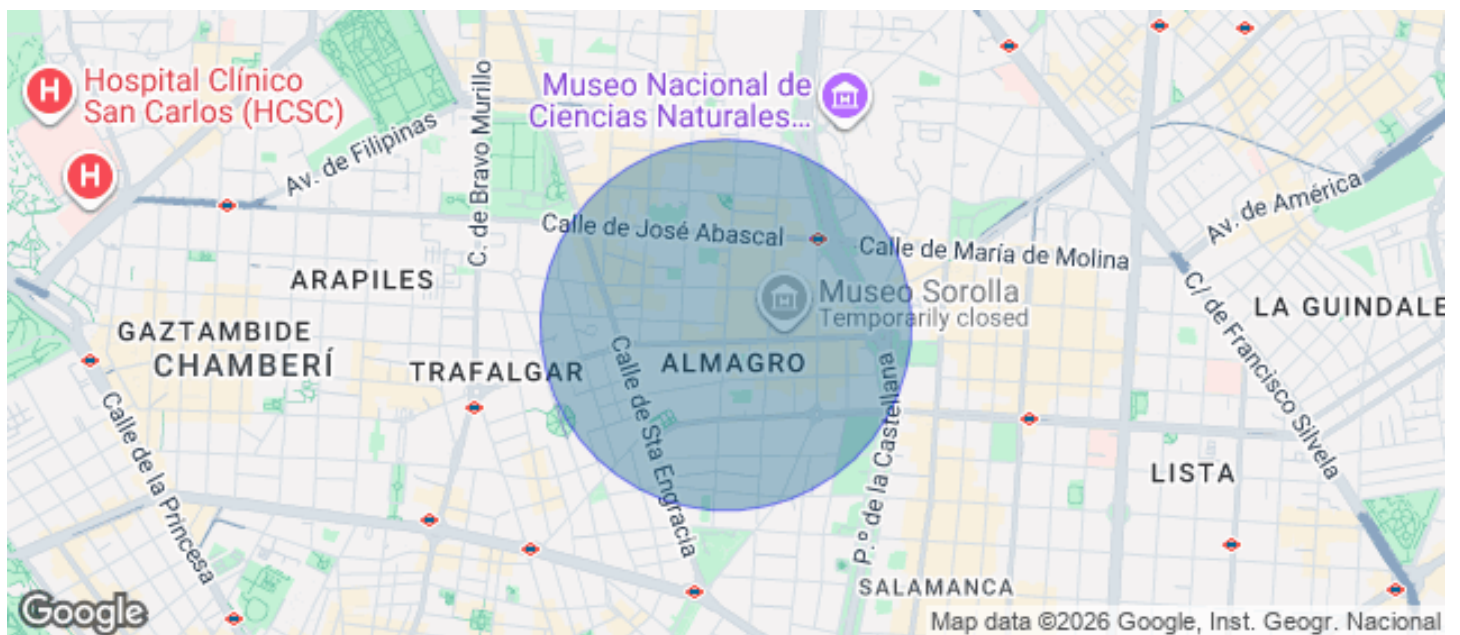 Hospital Clínico
San Carlos (HCSC)
H
H
Museo Nacional de
Ciencias Naturales...
Av. de Filipinas
C. de Bravo Murillo
Calle de José Abascal
Calle de María de Molina
Av. de América
ARAPILES
Museo Sorolla
Temporarily closed
C/ de Francisco Silvela
LA GUINDALE
GAZTAMBIDE
CHAMBERÍ
TRAFALGAR
ALMAGRO
Calle de Sta Engracia
P.º de la Castellana
Calle de la Princesa
LISTA
SALAMANCA
Google
Map data ©2026 Google, Inst. Geogr. Nacional